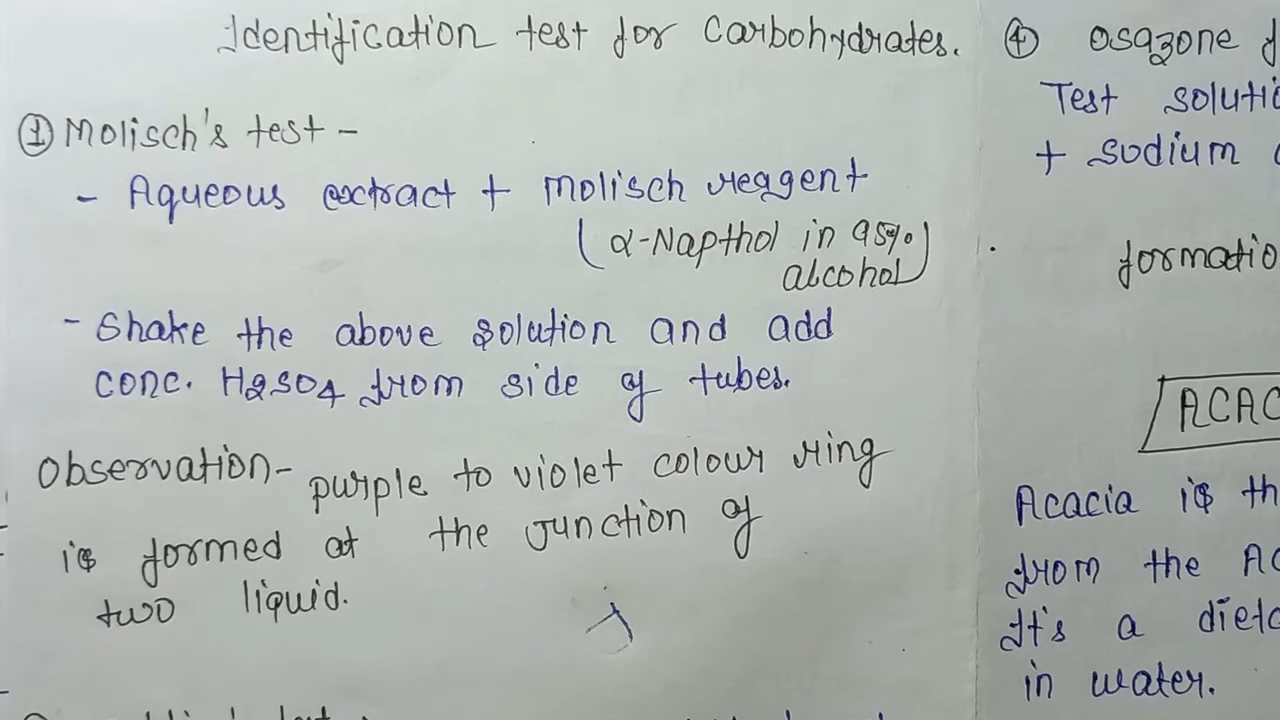 Identification test for Carbohydrates.
① Molisch's test -
- Aqueous extract + Molisch reagent
(α-Napthol in 95% alcohol)
- Shake the above solution and add
conc. H2SO4 from side of tubes.
Observation - purple to violet colour ring
is formed at the junction of
two liquid.
④ Osazone f
Test soluti
+ sodium
formatio
ACAC
Acacia is th
from the Ac
It's a diet
in water.